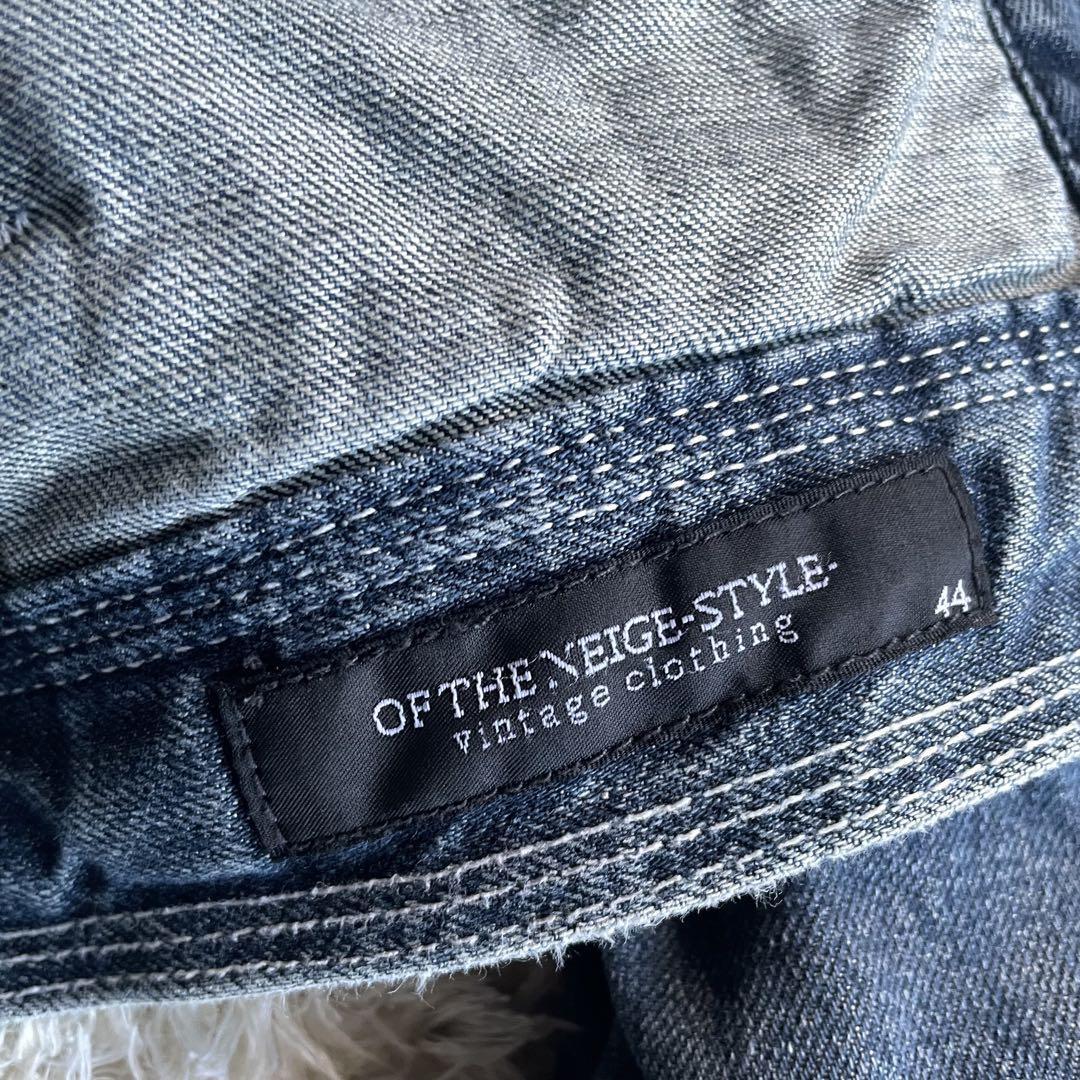 OF THE NEIGE-STYLE-
vintage clothing
44